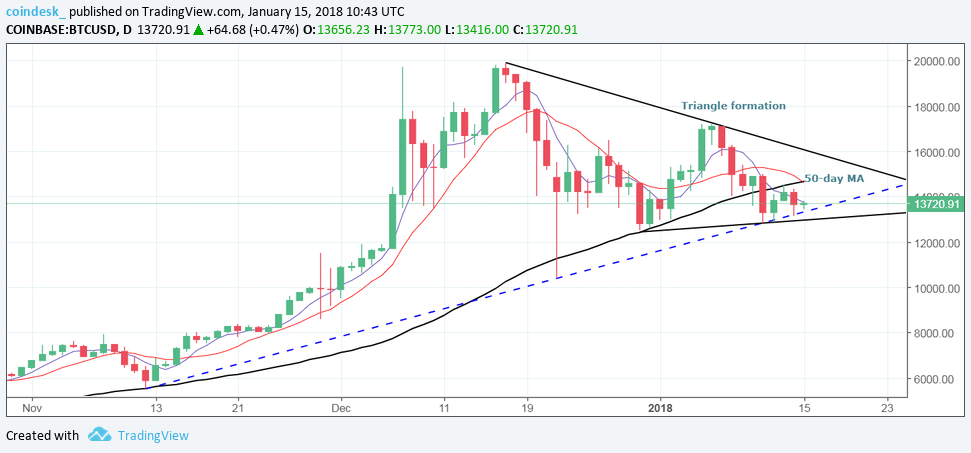 coindesk_ published on TradingView.com, January 15, 2018 10:43 UTC
COINBASE:BTCUSD, D 13720.91 ▲ +64.68 (+0.47%) O:13656.23 H:13773.00 L:13416.00 C:13720.91
20000.00
Triangle formation
18000.00
16000.00
50-day MA
14000.00
13720.91
12000.00
10000.00
8000.00
6000.00
Nov 13 21 Dec 11 19 2018 15 23
Created with TradingView